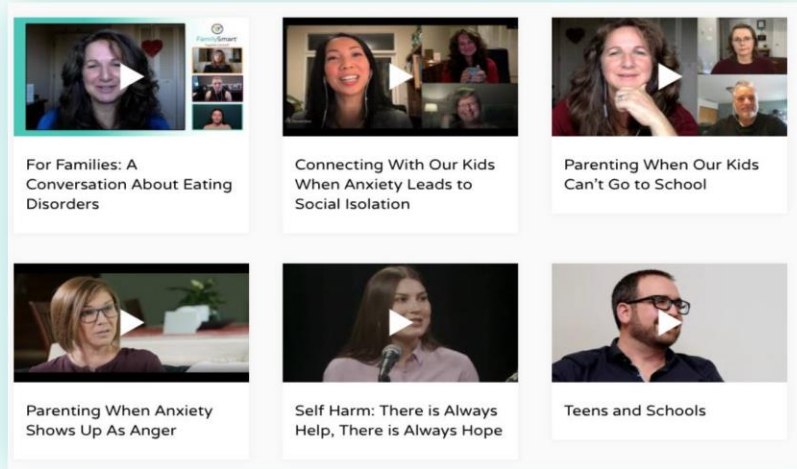 FamilySmart
For Families: A
Conversation About Eating
Disorders
Connecting With Our Kids
When Anxiety Leads to
Social Isolation
Parenting When Our Kids
Can't Go to School
Parenting When Anxiety
Shows Up As Anger
Self Harm: There is Always
Help, There is Always Hope
Teens and Schools